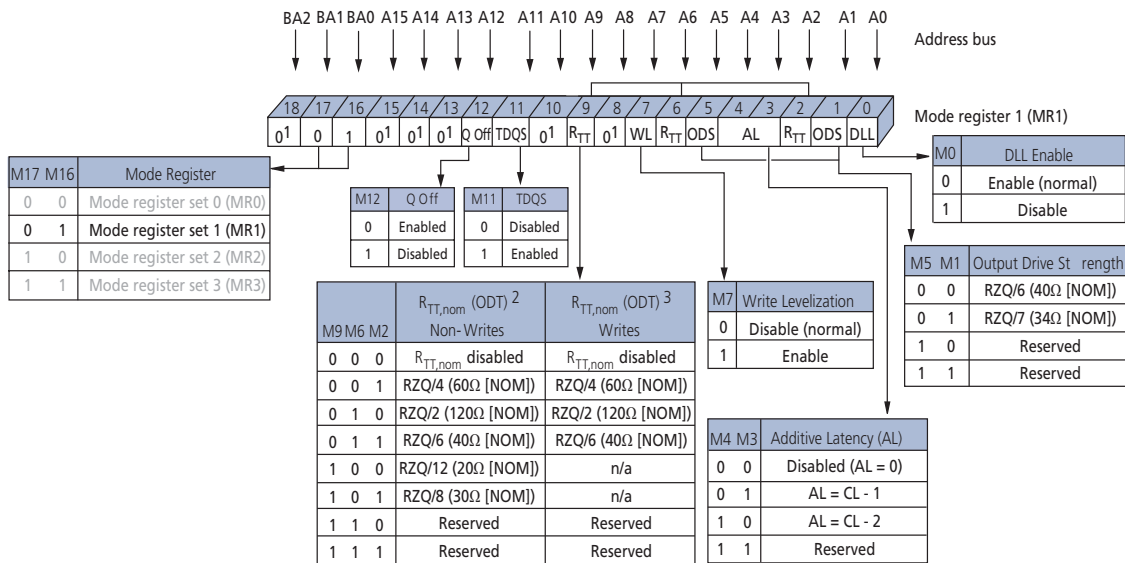 BA2 BA1 BA0 A15 A14 A13 A12 A11 A10 A9 A8 A7 A6 A5 A4 A3 A2 A1 A0
Address bus
18 17 16 15 14 13 12 11 10 9 8 7 6 5 4 3 2 1 0
0¹ 0 1 0¹ 0¹ 0¹ Q Off TDQS 0¹ RTT 0¹ WL RTT ODS AL RTT ODS DLL
Mode register 1 (MR1)
M17 M16 Mode Register
0 0 Mode register set 0 (MR0)
0 1 Mode register set 1 (MR1)
1 0 Mode register set 2 (MR2)
1 1 Mode register set 3 (MR3)
M12 Q Off
0 Enabled
1 Disabled
M11 TDQS
0 Disabled
1 Enabled
M0 DLL Enable
0 Enable (normal)
1 Disable
M5 M1 Output Drive St rength
0 0 RZQ/6 (40Ω [NOM])
0 1 RZQ/7 (34Ω [NOM])
1 0 Reserved
1 1 Reserved
M7 Write Levelization
0 Disable (normal)
1 Enable
RTT,nom (ODT) 2 RTT,nom (ODT) 3
M9 M6 M2 Non-Writes Writes
0 0 0 RTT,nom disabled RTT,nom disabled
0 0 1 RZQ/4 (60Ω [NOM]) RZQ/4 (60Ω [NOM])
0 1 0 RZQ/2 (120Ω [NOM]) RZQ/2 (120Ω [NOM])
0 1 1 RZQ/6 (40Ω [NOM]) RZQ/6 (40Ω [NOM])
1 0 0 RZQ/12 (20Ω [NOM]) n/a
1 0 1 RZQ/8 (30Ω [NOM]) n/a
1 1 0 Reserved Reserved
1 1 1 Reserved Reserved
M4 M3 Additive Latency (AL)
0 0 Disabled (AL = 0)
0 1 AL = CL - 1
1 0 AL = CL - 2
1 1 Reserved